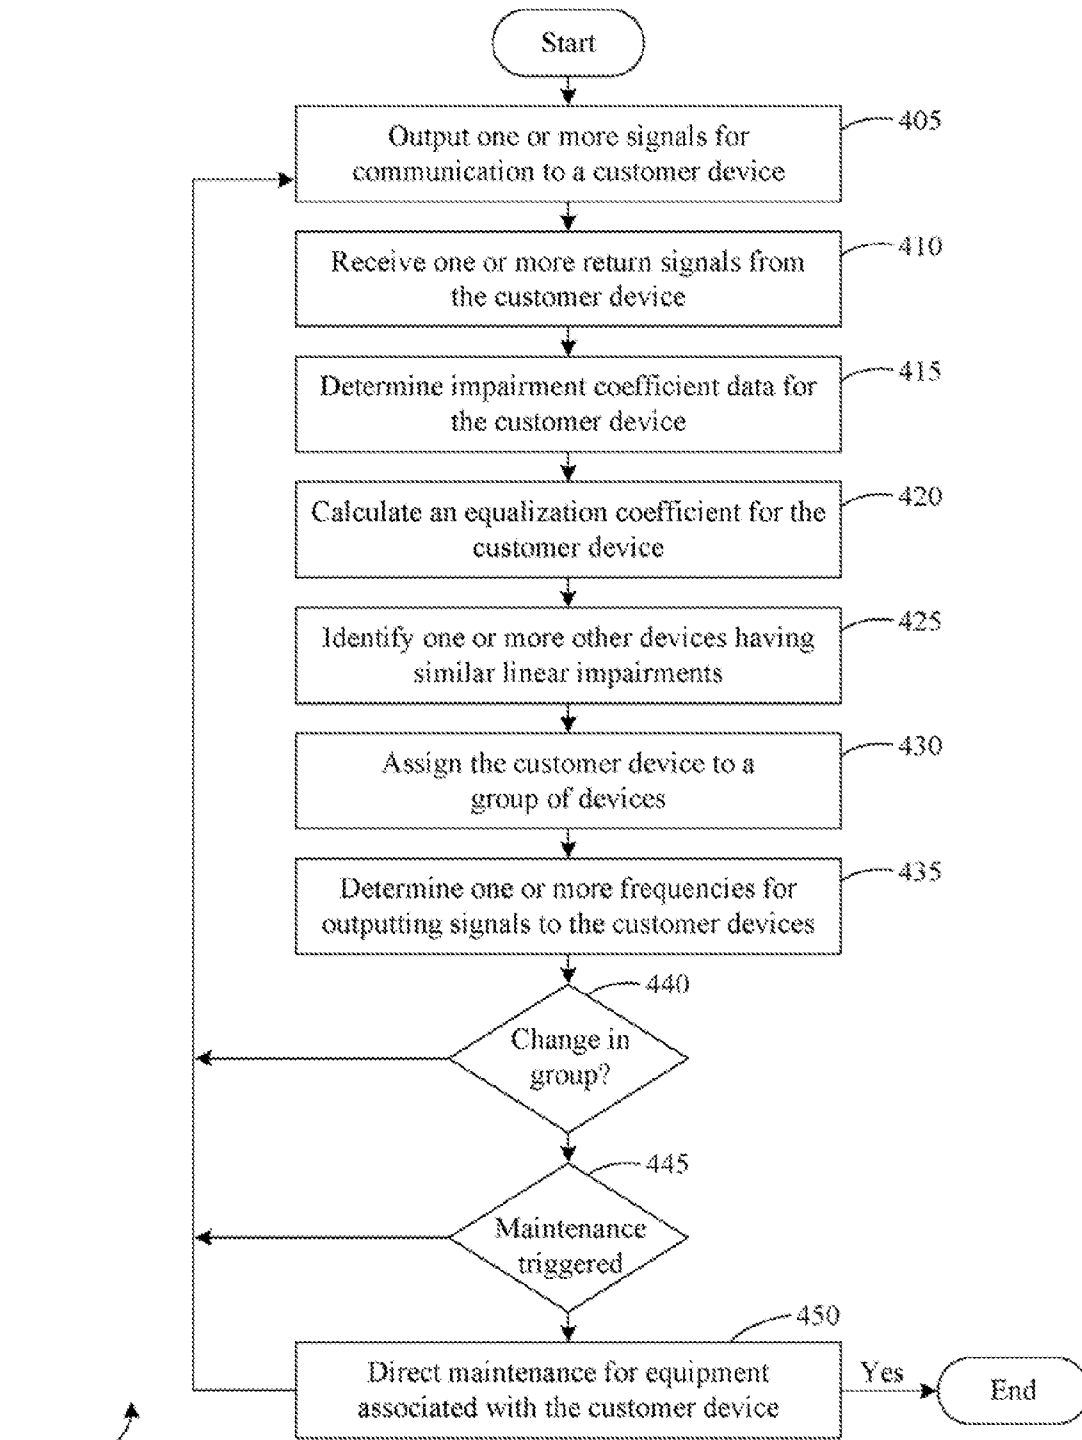 Start
405
Output one or more signals for
communication to a customer device
410
Receive one or more return signals from
the customer device
415
Determine impairment coefficient data for
the customer device
420
Calculate an equalization coefficient for the
customer device
425
Identify one or more other devices having
similar linear impairments
430
Assign the customer device to a
group of devices
435
Determine one or more frequencies for
outputting signals to the customer devices
440
Change in
group?
445
Maintenance
triggered
450
Direct maintenance for equipment
associated with the customer device
Yes
End